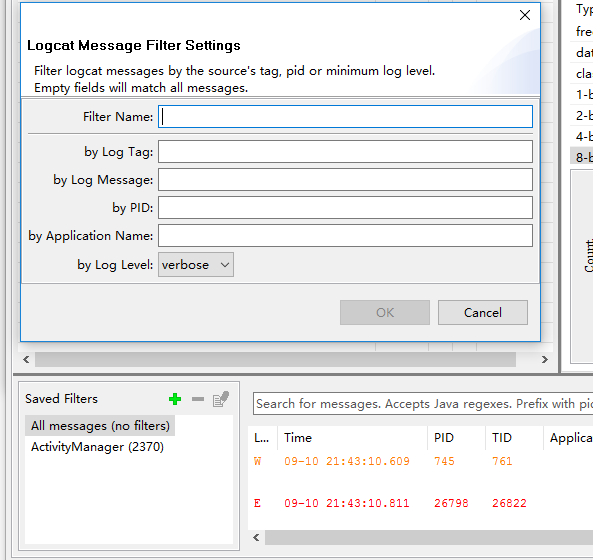 Logcat Message Filter Settings
Filter logcat messages by the source's tag, pid or minimum log level.
Empty fields will match all messages.
Filter Name:
by Log Tag:
by Log Message:
by PID:
by Application Name:
by Log Level: verbose
OK Cancel
Typ
free
dat
cla
1-b
2-b
4-b
8-b
Count
Saved Filters
All messages (no filters)
ActivityManager (2370)
Search for messages. Accepts Java regexes. Prefix with pid
L... Time PID TID Applica
W 09-10 21:43:10.609 745 761
E 09-10 21:43:10.811 26798 26822